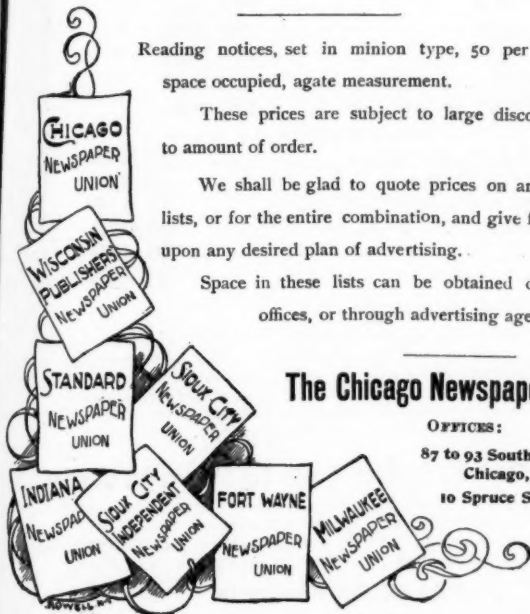 Reading notices, set in minion type, 50 per
space occupied, agate measurement.
These prices are subject to large disco
to amount of order.
We shall be glad to quote prices on an
lists, or for the entire combination, and give f
upon any desired plan of advertising.
Space in these lists can be obtained
offices, or through advertising age
The Chicago Newspape
OFFICES:
87 to 93 South
Chicago,
10 Spruce S
CHICAGO
NEWSPAPER
UNION
WISCONSIN
PUBLISHERS'
NEWSPAPER
UNION
STANDARD
NEWSPAPER
UNION
SIOUX CITY
NEWSPAPER
UNION
INDIANA
NEWSPAP
UNION
SIOUX CITY
INDEPENDENT
NEWSPAPER
UNION
FORT WAYNE
NEWSPAPER
UNION
MILWAUKEE
NEWSPAPER
UNION
ROWELL N.Y.